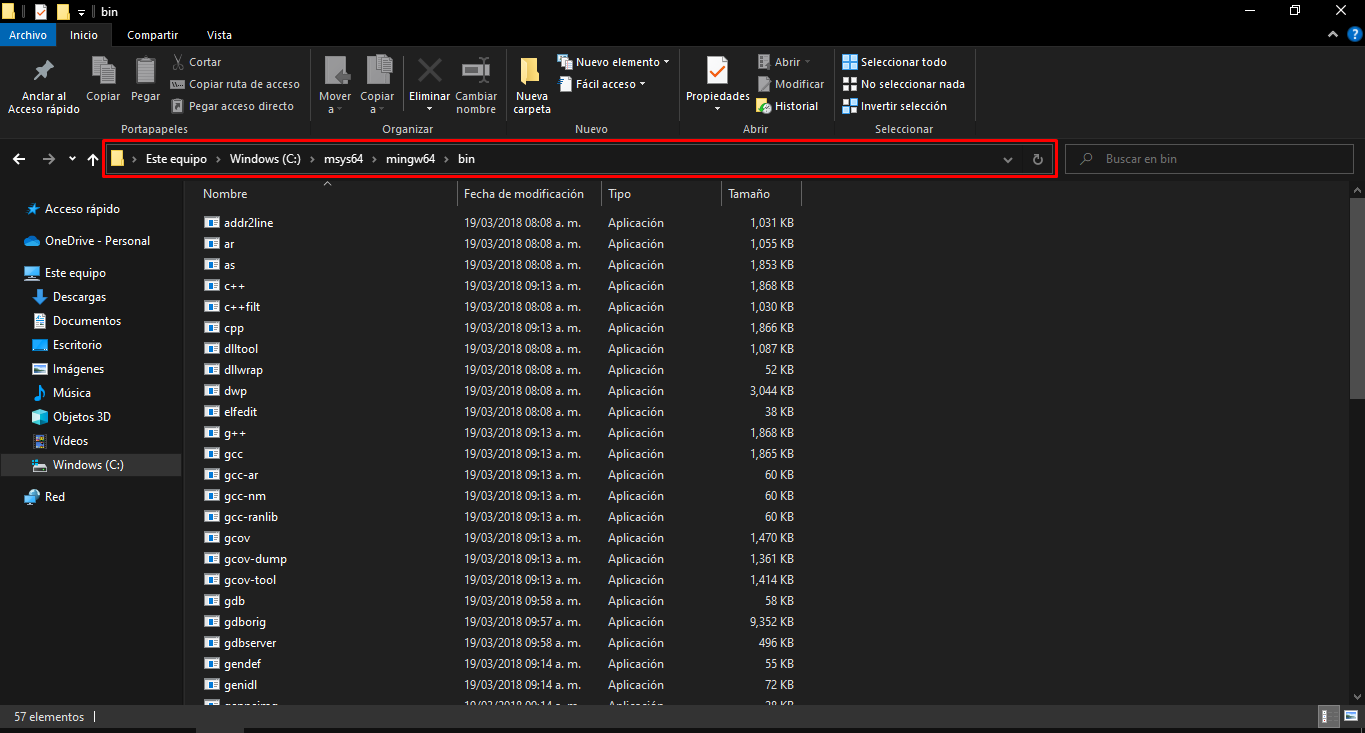 bin
Archivo Inicio Compartir Vista
Anclar al Acceso rápido
Copiar
Pegar
Cortar
Copiar ruta de acceso
Pegar acceso directo
Portapapeles
Mover a
Copiar a
Eliminar
Cambiar nombre
Organizar
Nueva carpeta
Nuevo elemento
Fácil acceso
Nuevo
Propiedades
Abrir
Modificar
Historial
Abrir
Seleccionar todo
No seleccionar nada
Invertir selección
Seleccionar
Este equipo > Windows (C:) > msys64 > mingw64 > bin
Buscar en bin
Acceso rápido
OneDrive - Personal
Este equipo
Descargas
Documentos
Escritorio
Imágenes
Música
Objetos 3D
Vídeos
Windows (C:)
Red
Nombre Fecha de modificación Tipo Tamaño
addr2line 19/03/2018 08:08 a. m. Aplicación 1,031 KB
ar 19/03/2018 08:08 a. m. Aplicación 1,055 KB
as 19/03/2018 08:08 a. m. Aplicación 1,853 KB
c++ 19/03/2018 09:13 a. m. Aplicación 1,868 KB
c++filt 19/03/2018 08:08 a. m. Aplicación 1,030 KB
cpp 19/03/2018 09:13 a. m. Aplicación 1,866 KB
dlltool 19/03/2018 08:08 a. m. Aplicación 1,087 KB
dllwrap 19/03/2018 08:08 a. m. Aplicación 52 KB
dwp 19/03/2018 08:08 a. m. Aplicación 3,044 KB
elfedit 19/03/2018 08:08 a. m. Aplicación 38 KB
g++ 19/03/2018 09:13 a. m. Aplicación 1,868 KB
gcc 19/03/2018 09:13 a. m. Aplicación 1,865 KB
gcc-ar 19/03/2018 09:13 a. m. Aplicación 60 KB
gcc-nm 19/03/2018 09:13 a. m. Aplicación 60 KB
gcc-ranlib 19/03/2018 09:13 a. m. Aplicación 60 KB
gcov 19/03/2018 09:13 a. m. Aplicación 1,470 KB
gcov-dump 19/03/2018 09:13 a. m. Aplicación 1,361 KB
gcov-tool 19/03/2018 09:13 a. m. Aplicación 1,414 KB
gdb 19/03/2018 09:58 a. m. Aplicación 58 KB
gdborig 19/03/2018 09:57 a. m. Aplicación 9,352 KB
gdbserver 19/03/2018 09:58 a. m. Aplicación 496 KB
gendef 19/03/2018 09:14 a. m. Aplicación 55 KB
genidl 19/03/2018 09:14 a. m. Aplicación 72 KB
57 elementos